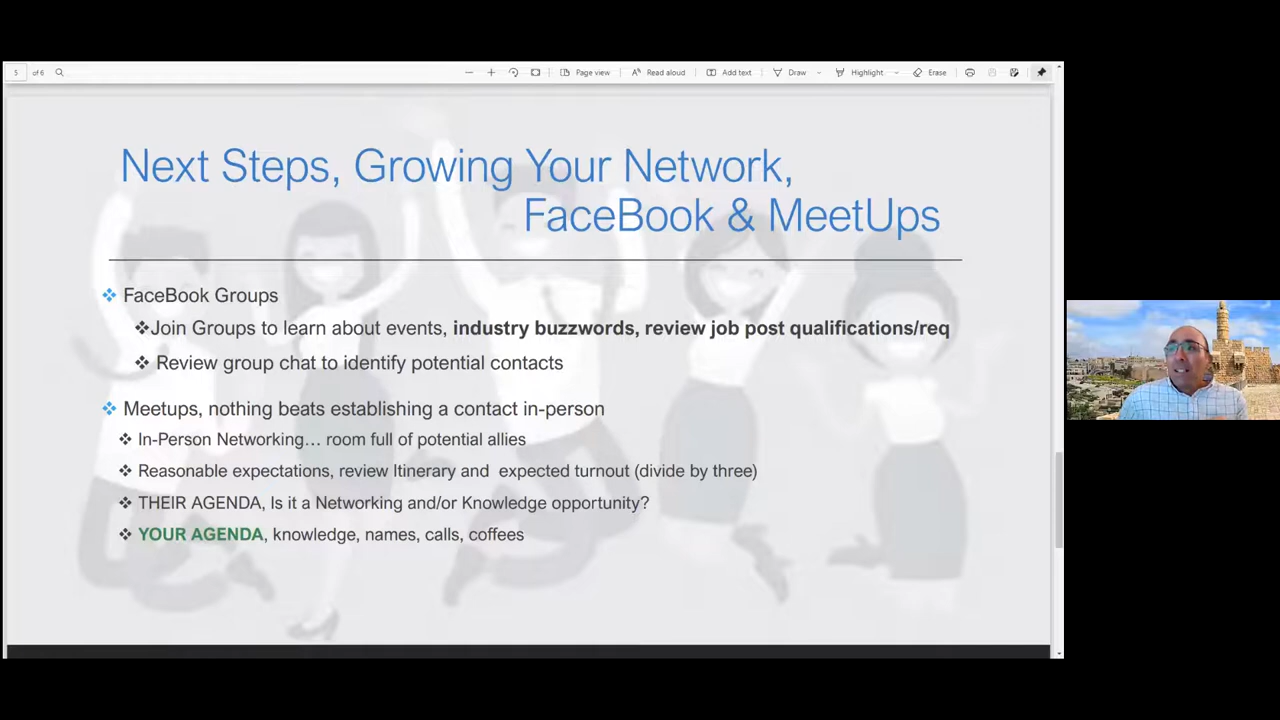 5 of 6 Page view Read aloud Add text Draw Highlight Erase
Next Steps, Growing Your Network,
FaceBook & MeetUps
FaceBook Groups
Join Groups to learn about events, industry buzzwords, review job post qualifications/req
Review group chat to identify potential contacts
Meetups, nothing beats establishing a contact in-person
In-Person Networking… room full of potential allies
Reasonable expectations, review Itinerary and expected turnout (divide by three)
THEIR AGENDA, Is it a Networking and/or Knowledge opportunity?
YOUR AGENDA, knowledge, names, calls, coffees